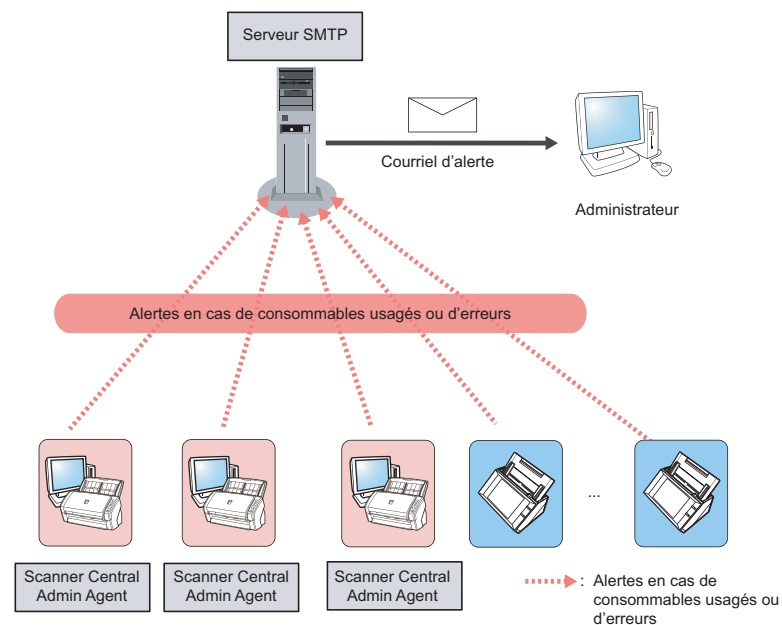 Serveur SMTP
Courriel d'alerte
Administrateur
Alertes en cas de consommables usagés ou d'erreurs
...
Scanner Central
Admin Agent
Scanner Central
Admin Agent
Scanner Central
Admin Agent
: Alertes en cas de
consommables usagés ou
d'erreurs